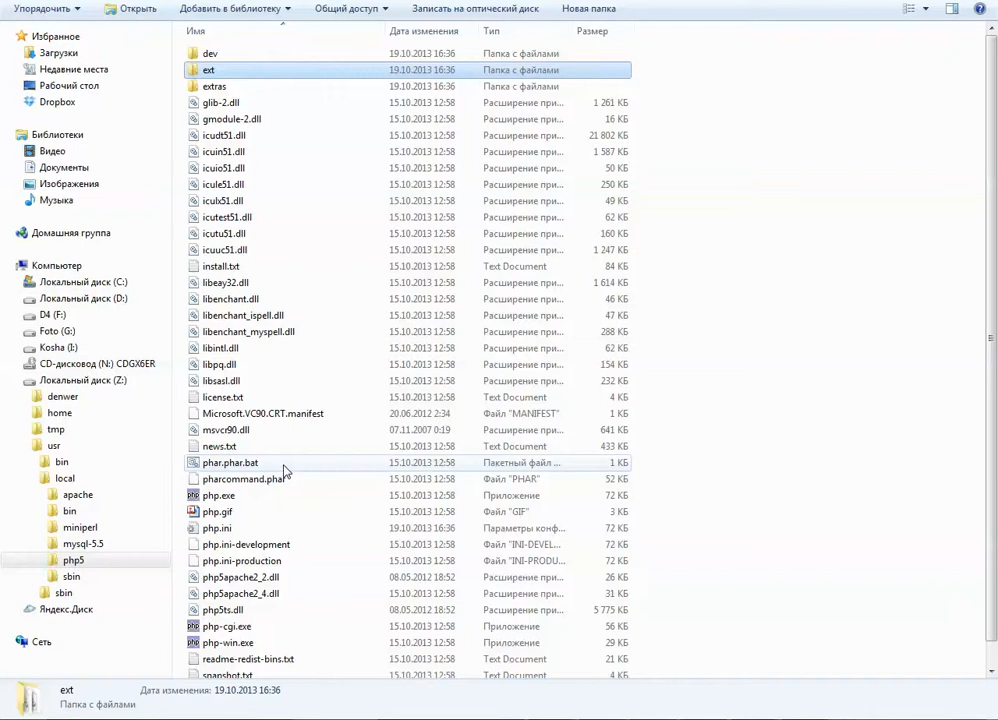 Упорядочить Открыть Добавить в библиотеку Общий доступ Записать на оптический диск Новая папка
Избранное
Загрузки
Недавние места
Рабочий стол
Dropbox
Библиотеки
Видео
Документы
Изображения
Музыка
Домашняя группа
Компьютер
Локальный диск (C:)
Локальный диск (D:)
D4 (F:)
Foto (G:)
Kosha (I:)
CD-дисковод (N:) CDGX6ER
Локальный диск (Z:)
denwer
home
tmp
usr
bin
local
apache
bin
miniperl
mysql-5.5
php5
sbin
sbin
Яндекс.Диск
Сеть
Имя Дата изменения Тип Размер
dev 19.10.2013 16:36 Папка с файлами
ext 19.10.2013 16:36 Папка с файлами
extras 19.10.2013 16:36 Папка с файлами
glib-2.dll 15.10.2013 12:58 Расширение при... 1 261 КБ
gmodule-2.dll 15.10.2013 12:58 Расширение при... 16 КБ
icudt51.dll 15.10.2013 12:58 Расширение при... 21 802 КБ
icuin51.dll 15.10.2013 12:58 Расширение при... 1 587 КБ
icuio51.dll 15.10.2013 12:58 Расширение при... 50 КБ
icule51.dll 15.10.2013 12:58 Расширение при... 250 КБ
iculx51.dll 15.10.2013 12:58 Расширение при... 49 КБ
icutest51.dll 15.10.2013 12:58 Расширение при... 62 КБ
icutu51.dll 15.10.2013 12:58 Расширение при... 160 КБ
icuuc51.dll 15.10.2013 12:58 Расширение при... 1 247 КБ
install.txt 15.10.2013 12:58 Text Document 84 КБ
libeay32.dll 15.10.2013 12:58 Расширение при... 1 614 КБ
libenchant.dll 15.10.2013 12:58 Расширение при... 46 КБ
libenchant_ispell.dll 15.10.2013 12:58 Расширение при... 47 КБ
libenchant_myspell.dll 15.10.2013 12:58 Расширение при... 288 КБ
libintl.dll 15.10.2013 12:58 Расширение при... 62 КБ
libpq.dll 15.10.2013 12:58 Расширение при... 154 КБ
libsasl.dll 15.10.2013 12:58 Расширение при... 232 КБ
license.txt 15.10.2013 12:58 Text Document 4 КБ
Microsoft.VC90.CRT.manifest 20.06.2012 2:34 Файл "MANIFEST" 1 КБ
msvcr90.dll 07.11.2007 0:19 Расширение при... 641 КБ
news.txt 15.10.2013 12:58 Text Document 433 КБ
phar.phar.bat 15.10.2013 12:58 Пакетный файл ... 1 КБ
pharcommand.phar 15.10.2013 12:58 Файл "PHAR" 52 КБ
php.exe 15.10.2013 12:58 Приложение 72 КБ
php.gif 15.10.2013 12:58 Файл "GIF" 3 КБ
php.ini 19.10.2013 16:36 Параметры конф... 72 КБ
php.ini-development 15.10.2013 12:58 Файл "INI-DEVEL... 72 КБ
php.ini-production 15.10.2013 12:58 Файл "INI-PRODU... 72 КБ
php5apache2_2.dll 08.05.2012 18:52 Расширение при... 26 КБ
php5apache2_4.dll 15.10.2013 12:58 Расширение при... 31 КБ
php5ts.dll 08.05.2012 18:52 Расширение при... 5 775 КБ
php-cgi.exe 15.10.2013 12:58 Приложение 56 КБ
php-win.exe 15.10.2013 12:58 Приложение 29 КБ
readme-redist-bins.txt 15.10.2013 12:58 Text Document 21 КБ
snapshot.txt 15.10.2013 12:58 Text Document 4 КБ
ext Дата изменения: 19.10.2013 16:36
Папка с файлами